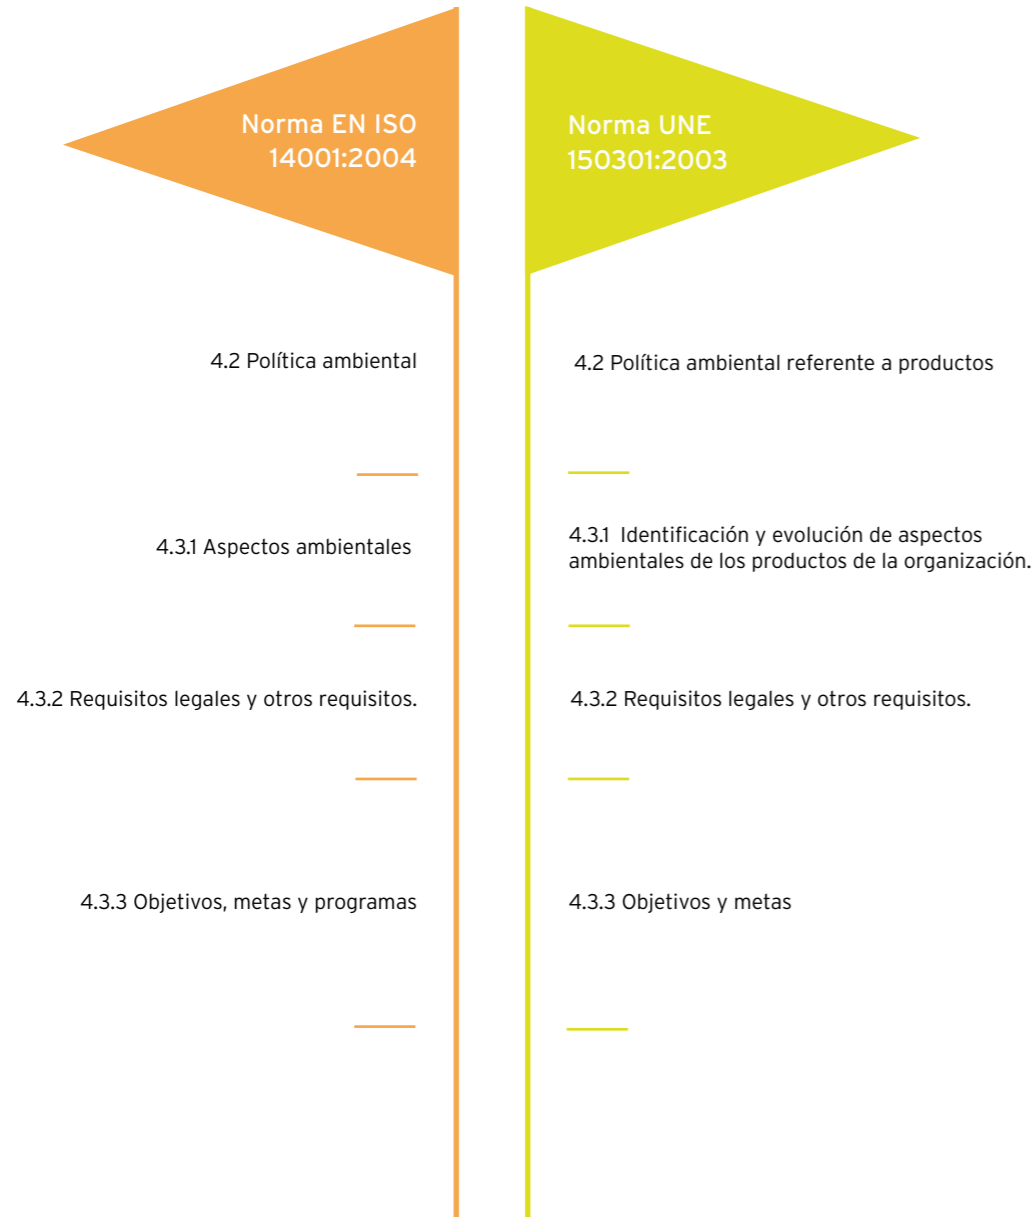 Norma EN ISO
14001:2004
Norma UNE
150301:2003
4.2 Política ambiental
4.2 Política ambiental referente a productos
4.3.1 Aspectos ambientales
4.3.1 Identificación y evolución de aspectos
ambientales de los productos de la organización.
4.3.2 Requisitos legales y otros requisitos.
4.3.2 Requisitos legales y otros requisitos.
4.3.3 Objetivos, metas y programas
4.3.3 Objetivos y metas